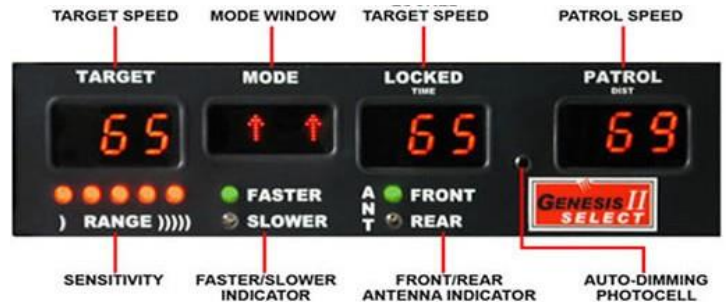 TARGET SPEED MODE WINDOW TARGET SPEED PATROL SPEED
TARGET MODE LOCKED PATROL
TIME DIST
65 ↑ ↑ 65 69
FASTER ANT FRONT GENESIS II
) RANGE ))))) SLOWER REAR SELECT
SENSITIVITY FASTER/SLOWER FRONT/REAR AUTO-DIMMING
INDICATOR ANTENNA INDICATOR PHOTOCELL